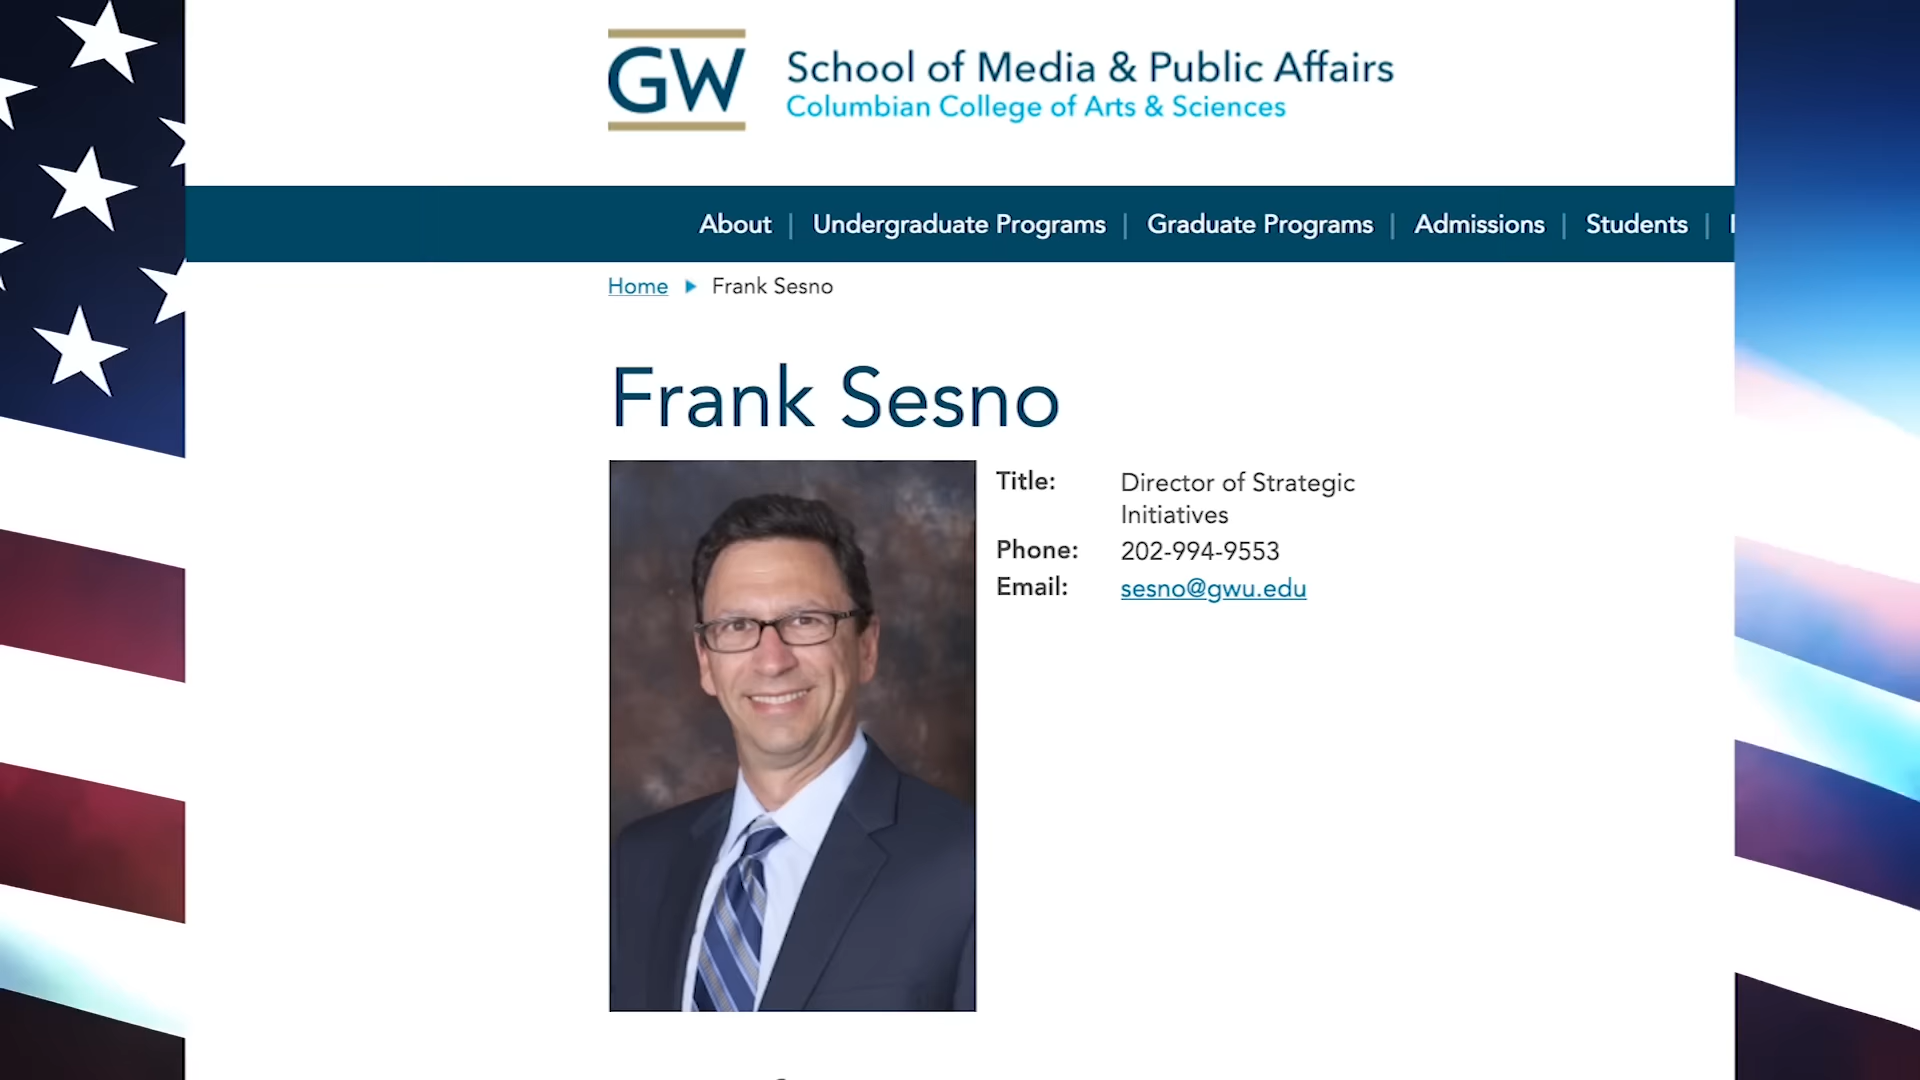 GW
School of Media & Public Affairs
Columbian College of Arts & Sciences
About | Undergraduate Programs | Graduate Programs | Admissions | Students |
Home ▶ Frank Sesno
Frank Sesno
Title: Director of Strategic
Initiatives
Phone: 202-994-9553
Email: sesno@gwu.edu